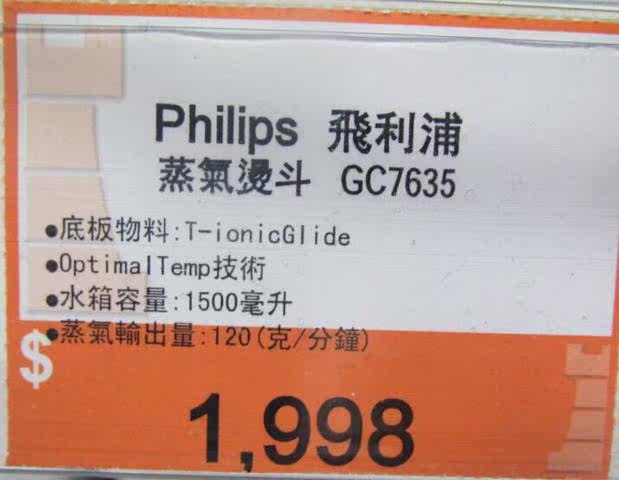 Philips 飛利浦
蒸氣燙斗 GC7635
●底板物料:T-ionicGlide
●OptimalTemp技術
●水箱容量:1500毫升
●蒸氣輸出量:120(克/分鐘)
$
1,998